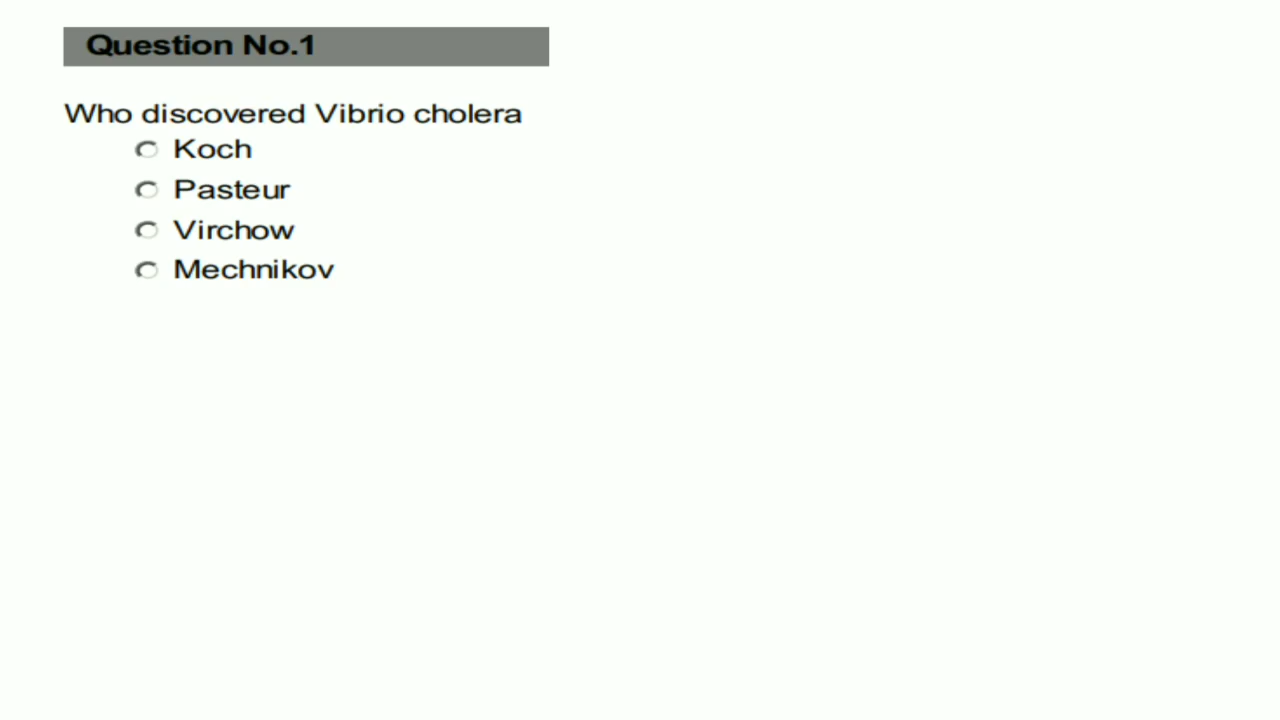 Question No.1
Who discovered Vibrio cholera
Koch
Pasteur
Virchow
Mechnikov